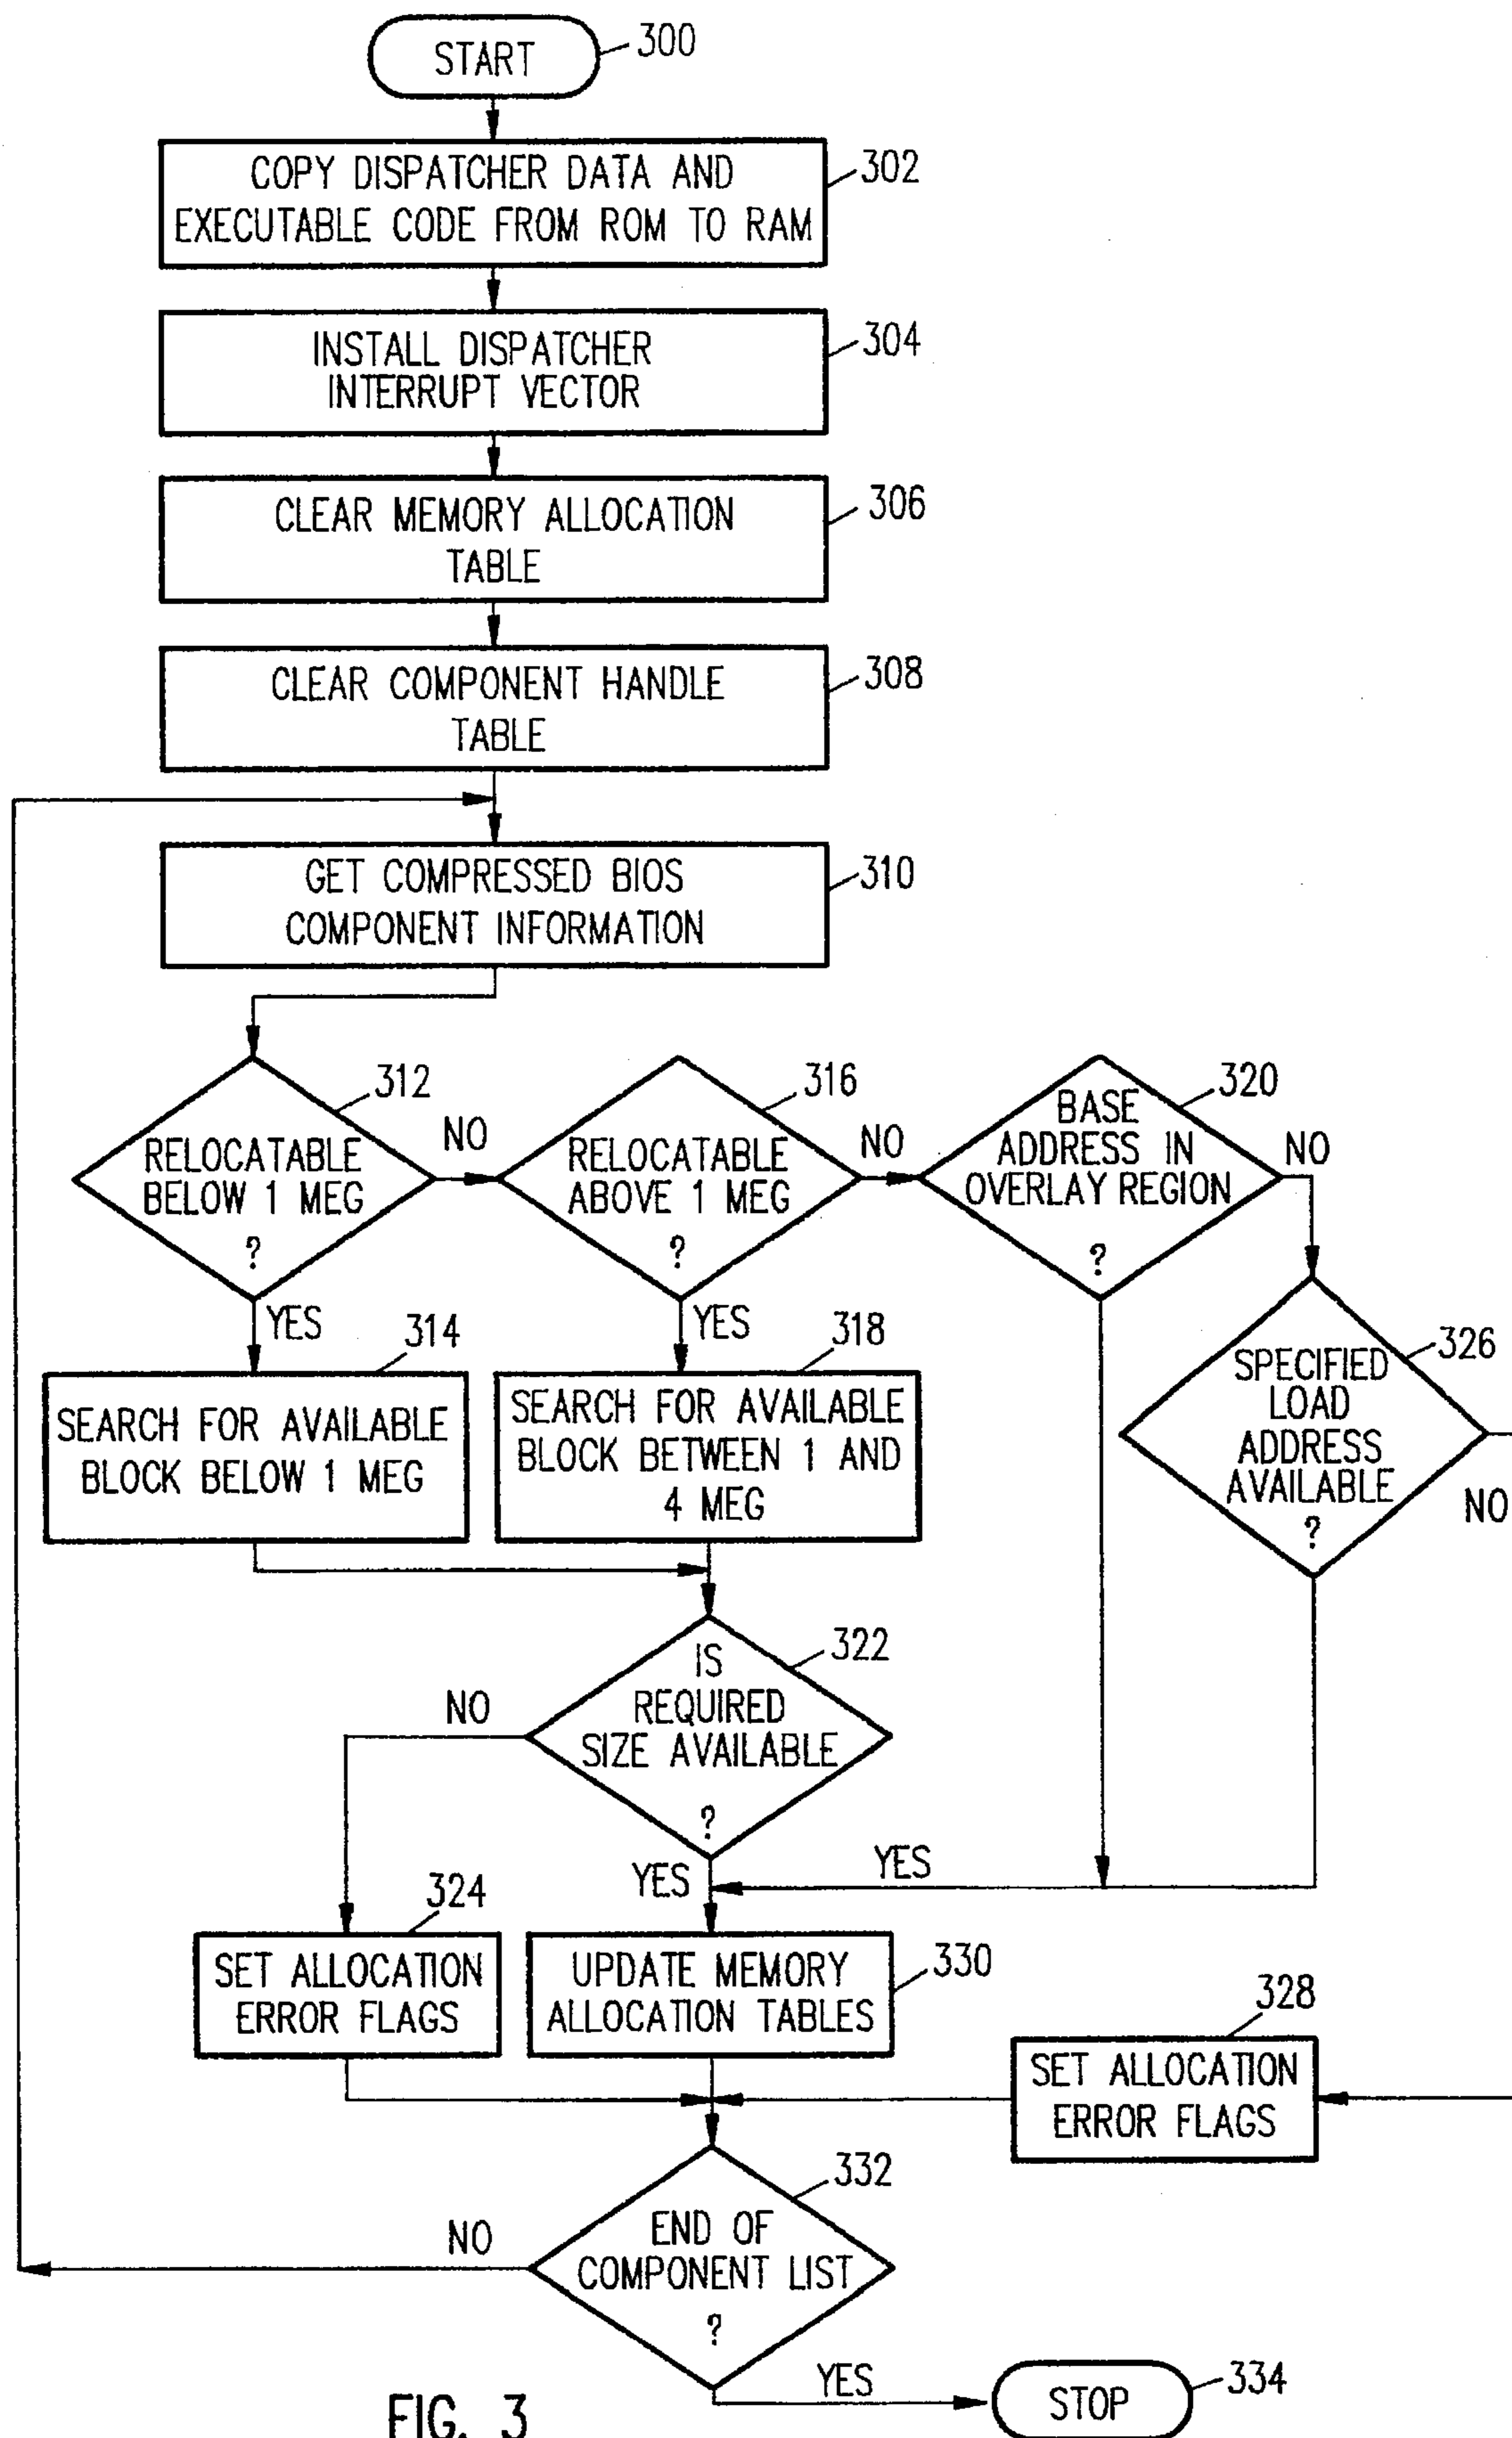 START
300
COPY DISPATCHER DATA AND
EXECUTABLE CODE FROM ROM TO RAM
302
INSTALL DISPATCHER
INTERRUPT VECTOR
304
CLEAR MEMORY ALLOCATION
TABLE
306
CLEAR COMPONENT HANDLE
TABLE
308
GET COMPRESSED BIOS
COMPONENT INFORMATION
310
RELOCATABLE
BELOW 1 MEG
?
312
NO
YES
RELOCATABLE
ABOVE 1 MEG
?
316
NO
YES
BASE
ADDRESS IN
OVERLAY REGION
?
320
NO
SEARCH FOR AVAILABLE
BLOCK BELOW 1 MEG
314
SEARCH FOR AVAILABLE
BLOCK BETWEEN 1 AND
4 MEG
318
SPECIFIED
LOAD
ADDRESS
AVAILABLE
?
326
NO
IS
REQUIRED
SIZE AVAILABLE
?
322
NO
YES
YES
SET ALLOCATION
ERROR FLAGS
324
UPDATE MEMORY
ALLOCATION TABLES
330
SET ALLOCATION
ERROR FLAGS
328
END OF
COMPONENT LIST
?
332
NO
YES
STOP
334
FIG. 3